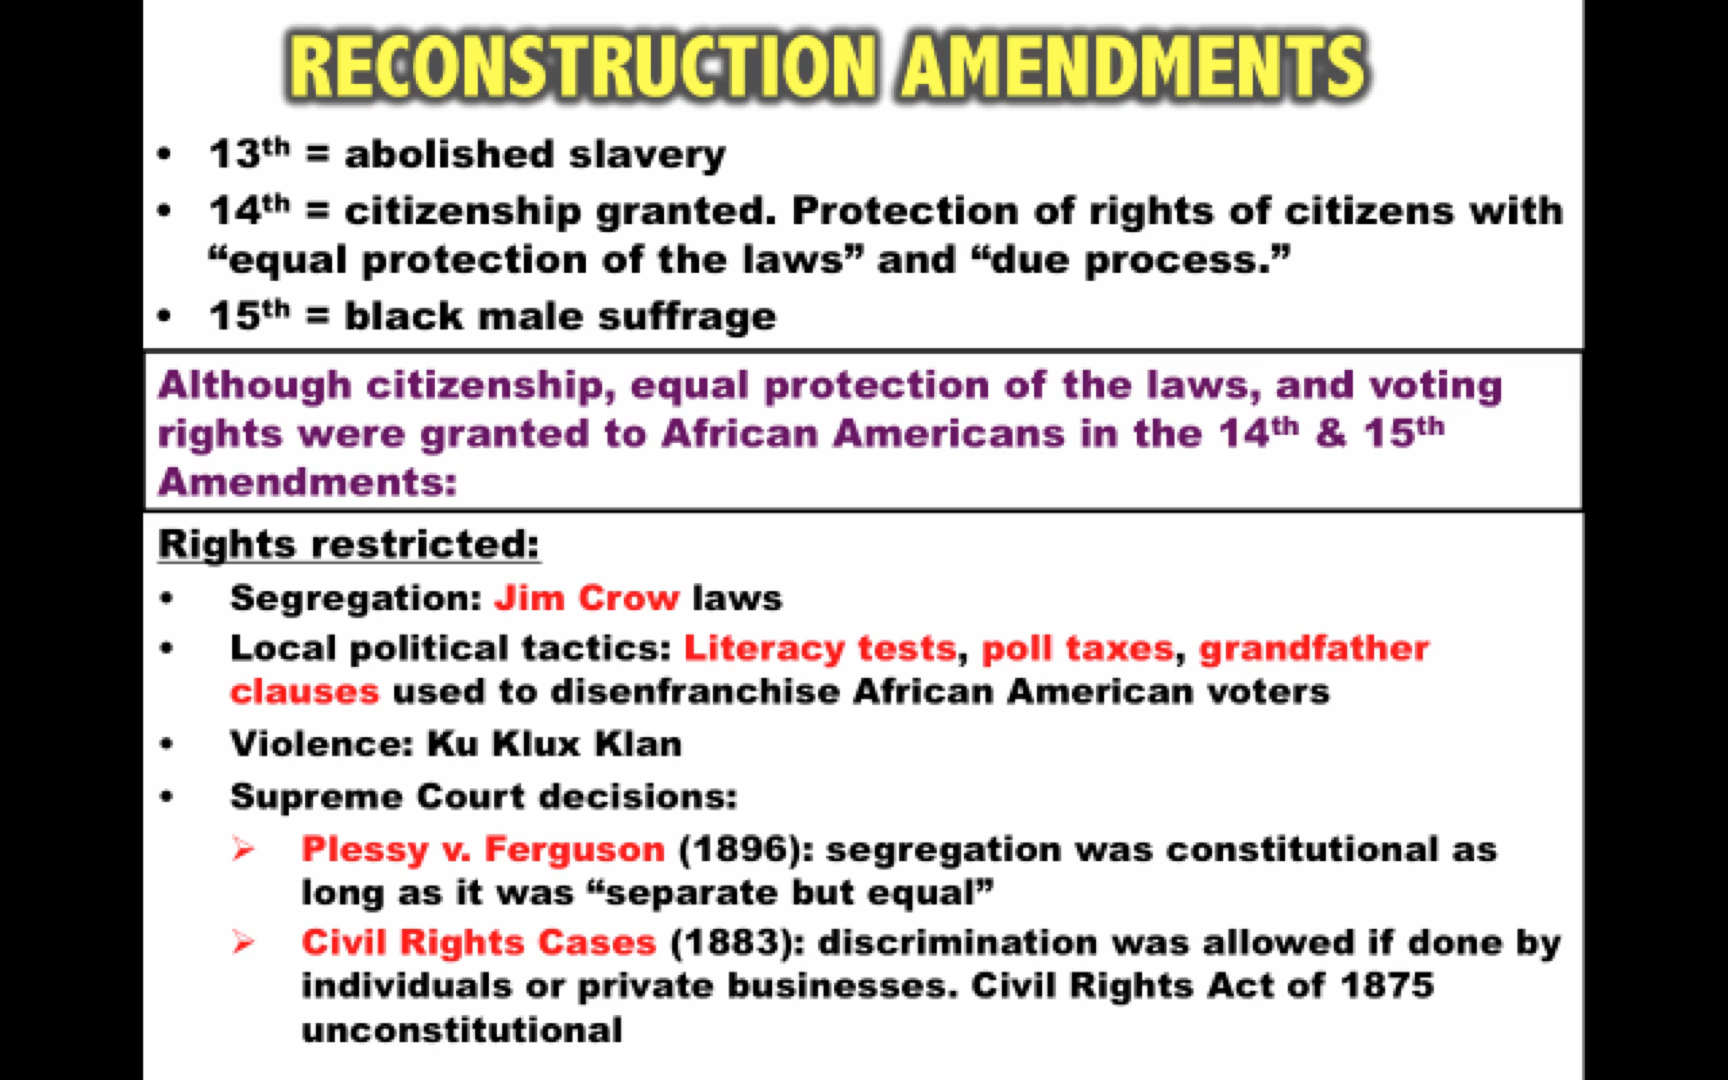 RECONSTRUCTION AMENDMENTS
• 13th = abolished slavery
• 14th = citizenship granted. Protection of rights of citizens with
“equal protection of the laws” and “due process.”
• 15th = black male suffrage
Although citizenship, equal protection of the laws, and voting
rights were granted to African Americans in the 14th & 15th
Amendments:
Rights restricted:
• Segregation: Jim Crow laws
• Local political tactics: Literacy tests, poll taxes, grandfather
clauses used to disenfranchise African American voters
• Violence: Ku Klux Klan
• Supreme Court decisions:
➢ Plessy v. Ferguson (1896): segregation was constitutional as
long as it was “separate but equal”
➢ Civil Rights Cases (1883): discrimination was allowed if done by
individuals or private businesses. Civil Rights Act of 1875
unconstitutional